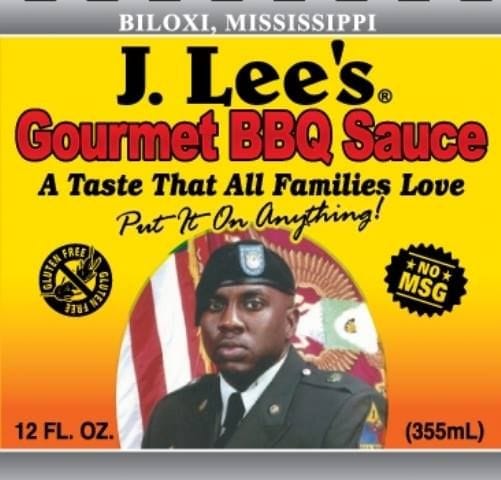 BILOXI, MISSISSIPPI
J. Lee's®
Gourmet BBQ Sauce
A Taste That All Families Love
Put It On Anything!
GLUTEN FREE
GLUTEN FREE
NO
MSG
12 FL. OZ.
(355mL)